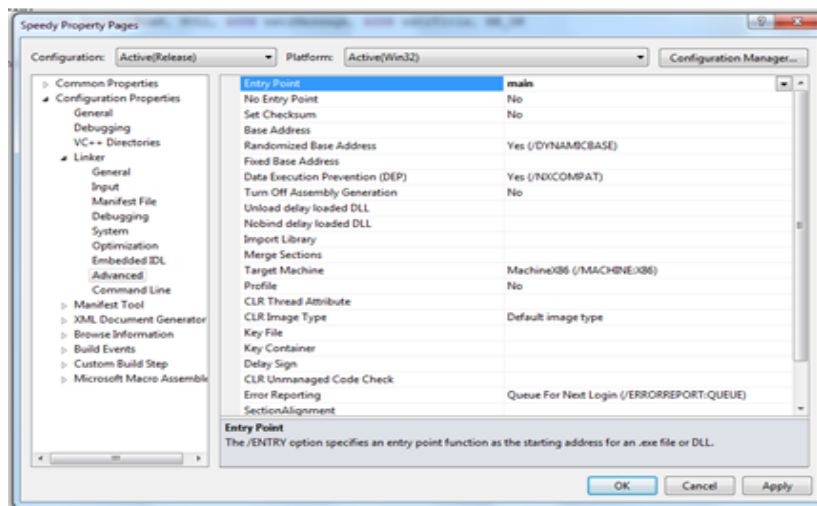 Speedy Property Pages
Configuration: Active(Release) Platform: Active(Win32) Configuration Manager...
Common Properties
Configuration Properties
General
Debugging
VC++ Directories
Linker
General
Input
Manifest File
Debugging
System
Optimization
Embedded IDL
Advanced
Command Line
Manifest Tool
XML Document Generator
Browse Information
Build Events
Custom Build Step
Microsoft Macro Assemble
Entry Point main
No Entry Point No
Set Checksum No
Base Address
Randomized Base Address Yes (/DYNAMICBASE)
Fixed Base Address
Data Execution Prevention (DEP) Yes (/NXCOMPAT)
Turn Off Assembly Generation No
Unload delay loaded DLL
Nobind delay loaded DLL
Import Library
Merge Sections
Target Machine MachineX86 (/MACHINE:X86)
Profile No
CLR Thread Attribute
CLR Image Type Default image type
Key File
Key Container
Delay Sign
CLR Unmanaged Code Check
Error Reporting Queue For Next Login (/ERRORREPORT:QUEUE)
SectionAlignment
Entry Point
The /ENTRY option specifies an entry point function as the starting address for an .exe file or DLL.
OK Cancel Apply